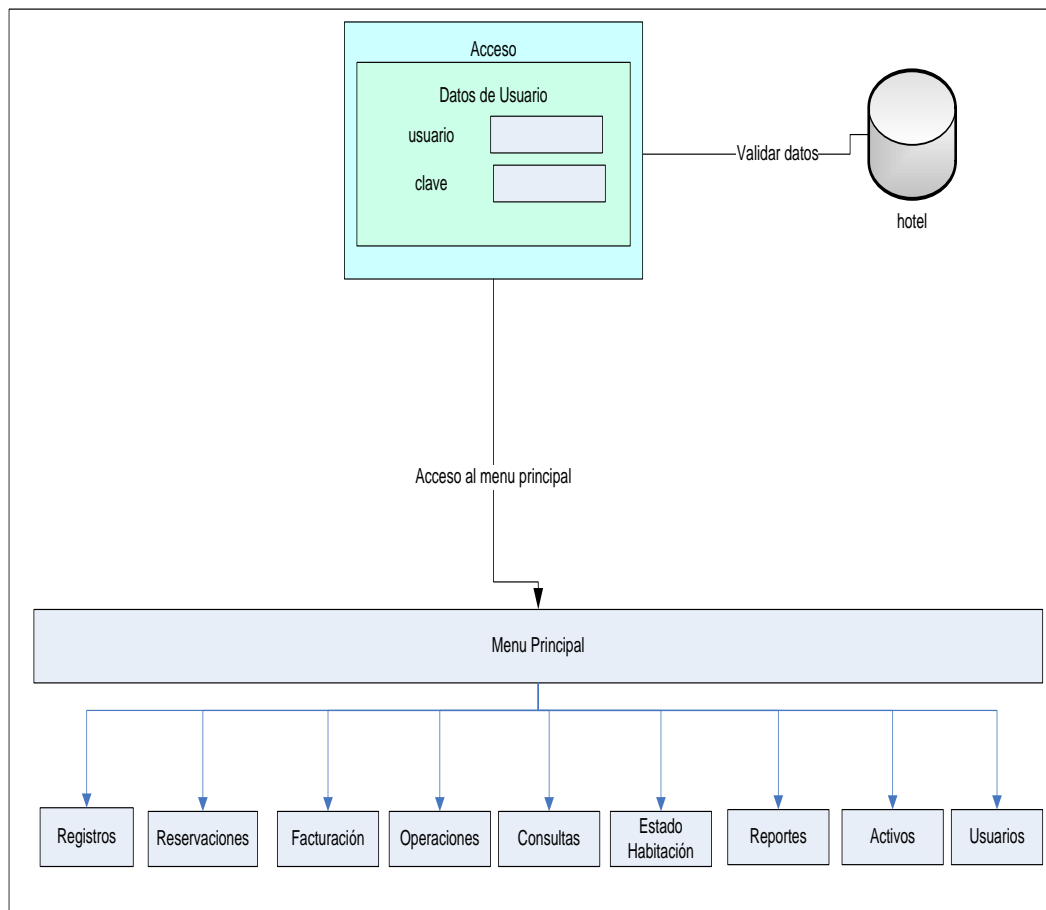 Acceso
Datos de Usuario
usuario
clave
Validar datos
hotel
Acceso al menu principal
Menu Principal
Registros
Reservaciones
Facturación
Operaciones
Consultas
Estado
Habitación
Reportes
Activos
Usuarios